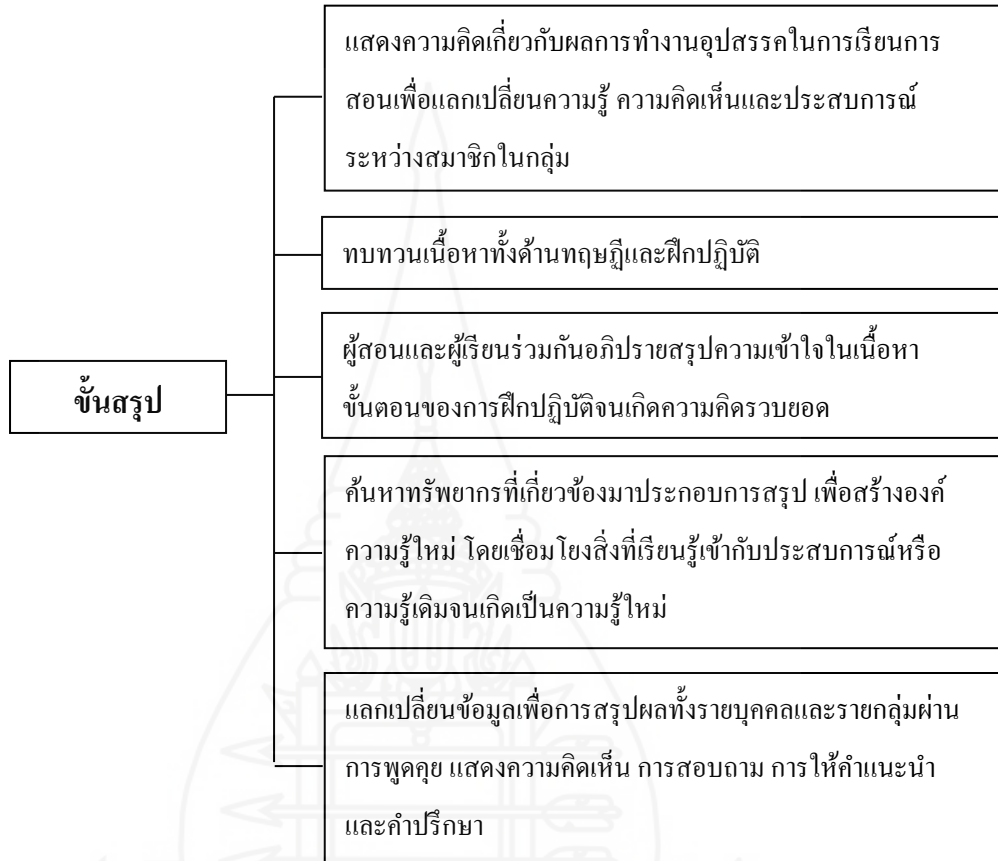 แสดงความคิดเกี่ยวกับผลการทำงานอุปสรรคในการเรียนการ
สอนเพื่อแลกเปลี่ยนความรู้ ความคิดเห็นและประสบการณ์
ระหว่างสมาชิกในกลุ่ม
ทบทวนเนื้อหาทั้งด้านทฤษฎีและฝึกปฏิบัติ
ขั้นสรุป
ผู้สอนและผู้เรียนร่วมกันอภิปรายสรุปความเข้าใจในเนื้อหา
ขั้นตอนของการฝึกปฏิบัติจนเกิดความคิดรวบยอด
ค้นหาทรัพยากรที่เกี่ยวข้องมาประกอบการสรุป เพื่อสร้างองค์
ความรู้ใหม่ โดยเชื่อมโยงสิ่งที่เรียนรู้เข้ากับประสบการณ์หรือ
ความรู้เดิมจนเกิดเป็นความรู้ใหม่
แลกเปลี่ยนข้อมูลเพื่อการสรุปผลทั้งรายบุคคลและรายกลุ่มผ่าน
การพูดคุย แสดงความคิดเห็น การสอบถาม การให้คำแนะนำ
และคำปรึกษา